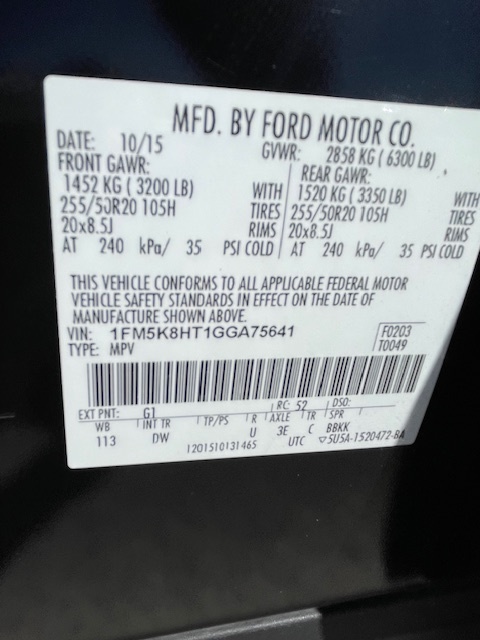 MFD. BY FORD MOTOR CO.
DATE: 10/15 GVWR: 2858 KG ( 6300 LB)
FRONT GAWR: REAR GAWR:
1452 KG ( 3200 LB) WITH 1520 KG ( 3350 LB) WITH
255/50R20 105H TIRES 255/50R20 105H TIRES
20x8.5J RIMS 20x8.5J RIMS
AT 240 kPa/ 35 PSI COLD AT 240 kPa/ 35 PSI COLD
THIS VEHICLE CONFORMS TO ALL APPLICABLE FEDERAL MOTOR
VEHICLE SAFETY STANDARDS IN EFFECT ON THE DATE OF
MANUFACTURE SHOWN ABOVE.
VIN: 1FM5K8HT1GGA75641 F0203
TYPE: MPV T0049
EXT PNT: G1 RC: 52 DSO:
WB INT TR TP/PS R AXLE TR SPR
113 DW U 3E C BBKK
1201510131465 UTC ▽5USA-1520472-BA